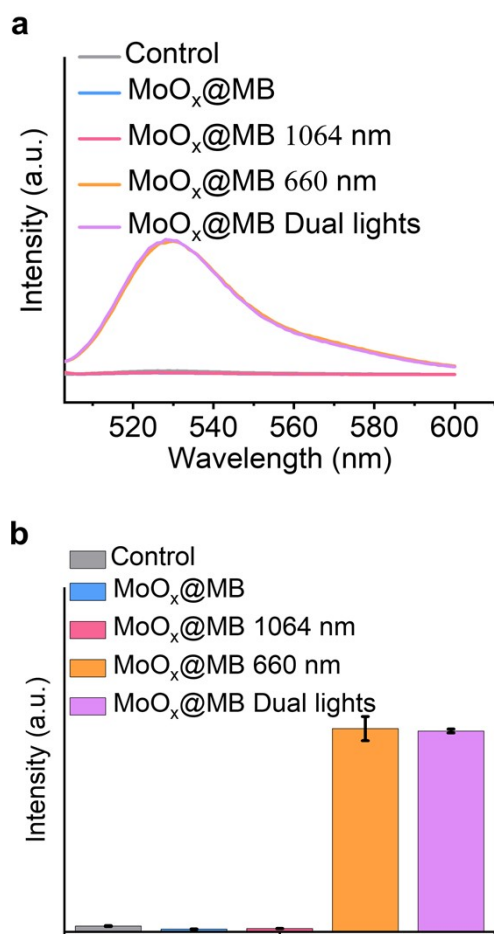 a
Control
MoOₓ@MB
MoOₓ@MB 1064 nm
MoOₓ@MB 660 nm
MoOₓ@MB Dual lights
Intensity (a.u.)
520 540 560 580 600
Wavelength (nm)
b
Control
MoOₓ@MB
MoOₓ@MB 1064 nm
MoOₓ@MB 660 nm
MoOₓ@MB Dual lights
Intensity (a.u.)